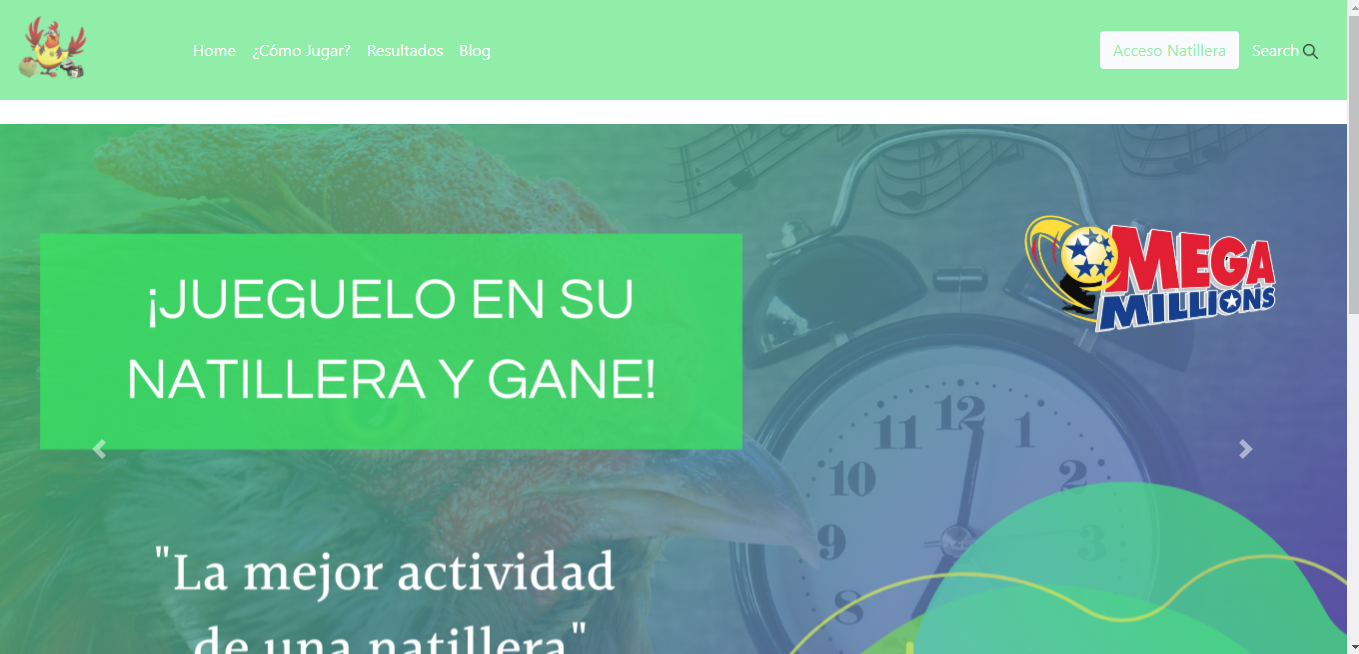 Home ¿Cómo Jugar? Resultados Blog Acceso Natillera Search
¡JUEGUELO EN SU
NATILLERA Y GANE!
MEGA
MILLIONS
12
11 1
10 2
9 3
8
"La mejor actividad
de una natillera"